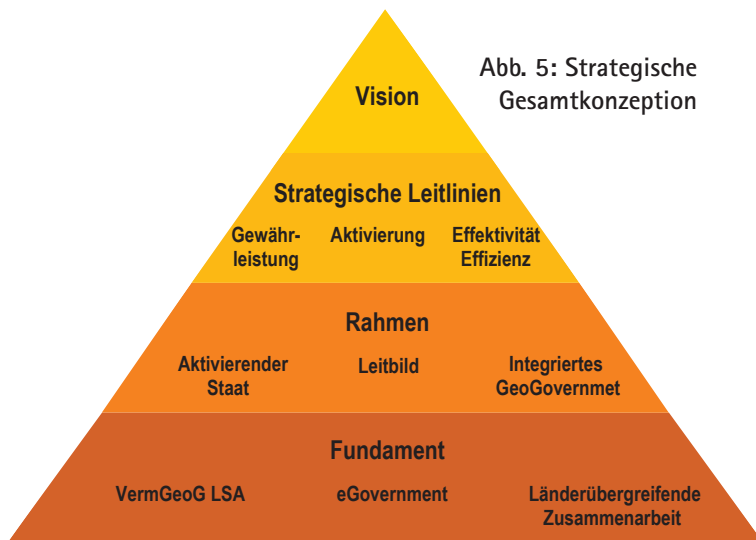 Abb. 5: Strategische
Gesamtkonzeption
Vision
Strategische Leitlinien
Gewähr-
leistung
Aktivierung
Effektivität
Effizienz
Rahmen
Aktivierender
Staat
Leitbild
Integriertes
GeoGovernmet
Fundament
VermGeoG LSA
eGovernment
Länderübergreifende
Zusammenarbeit